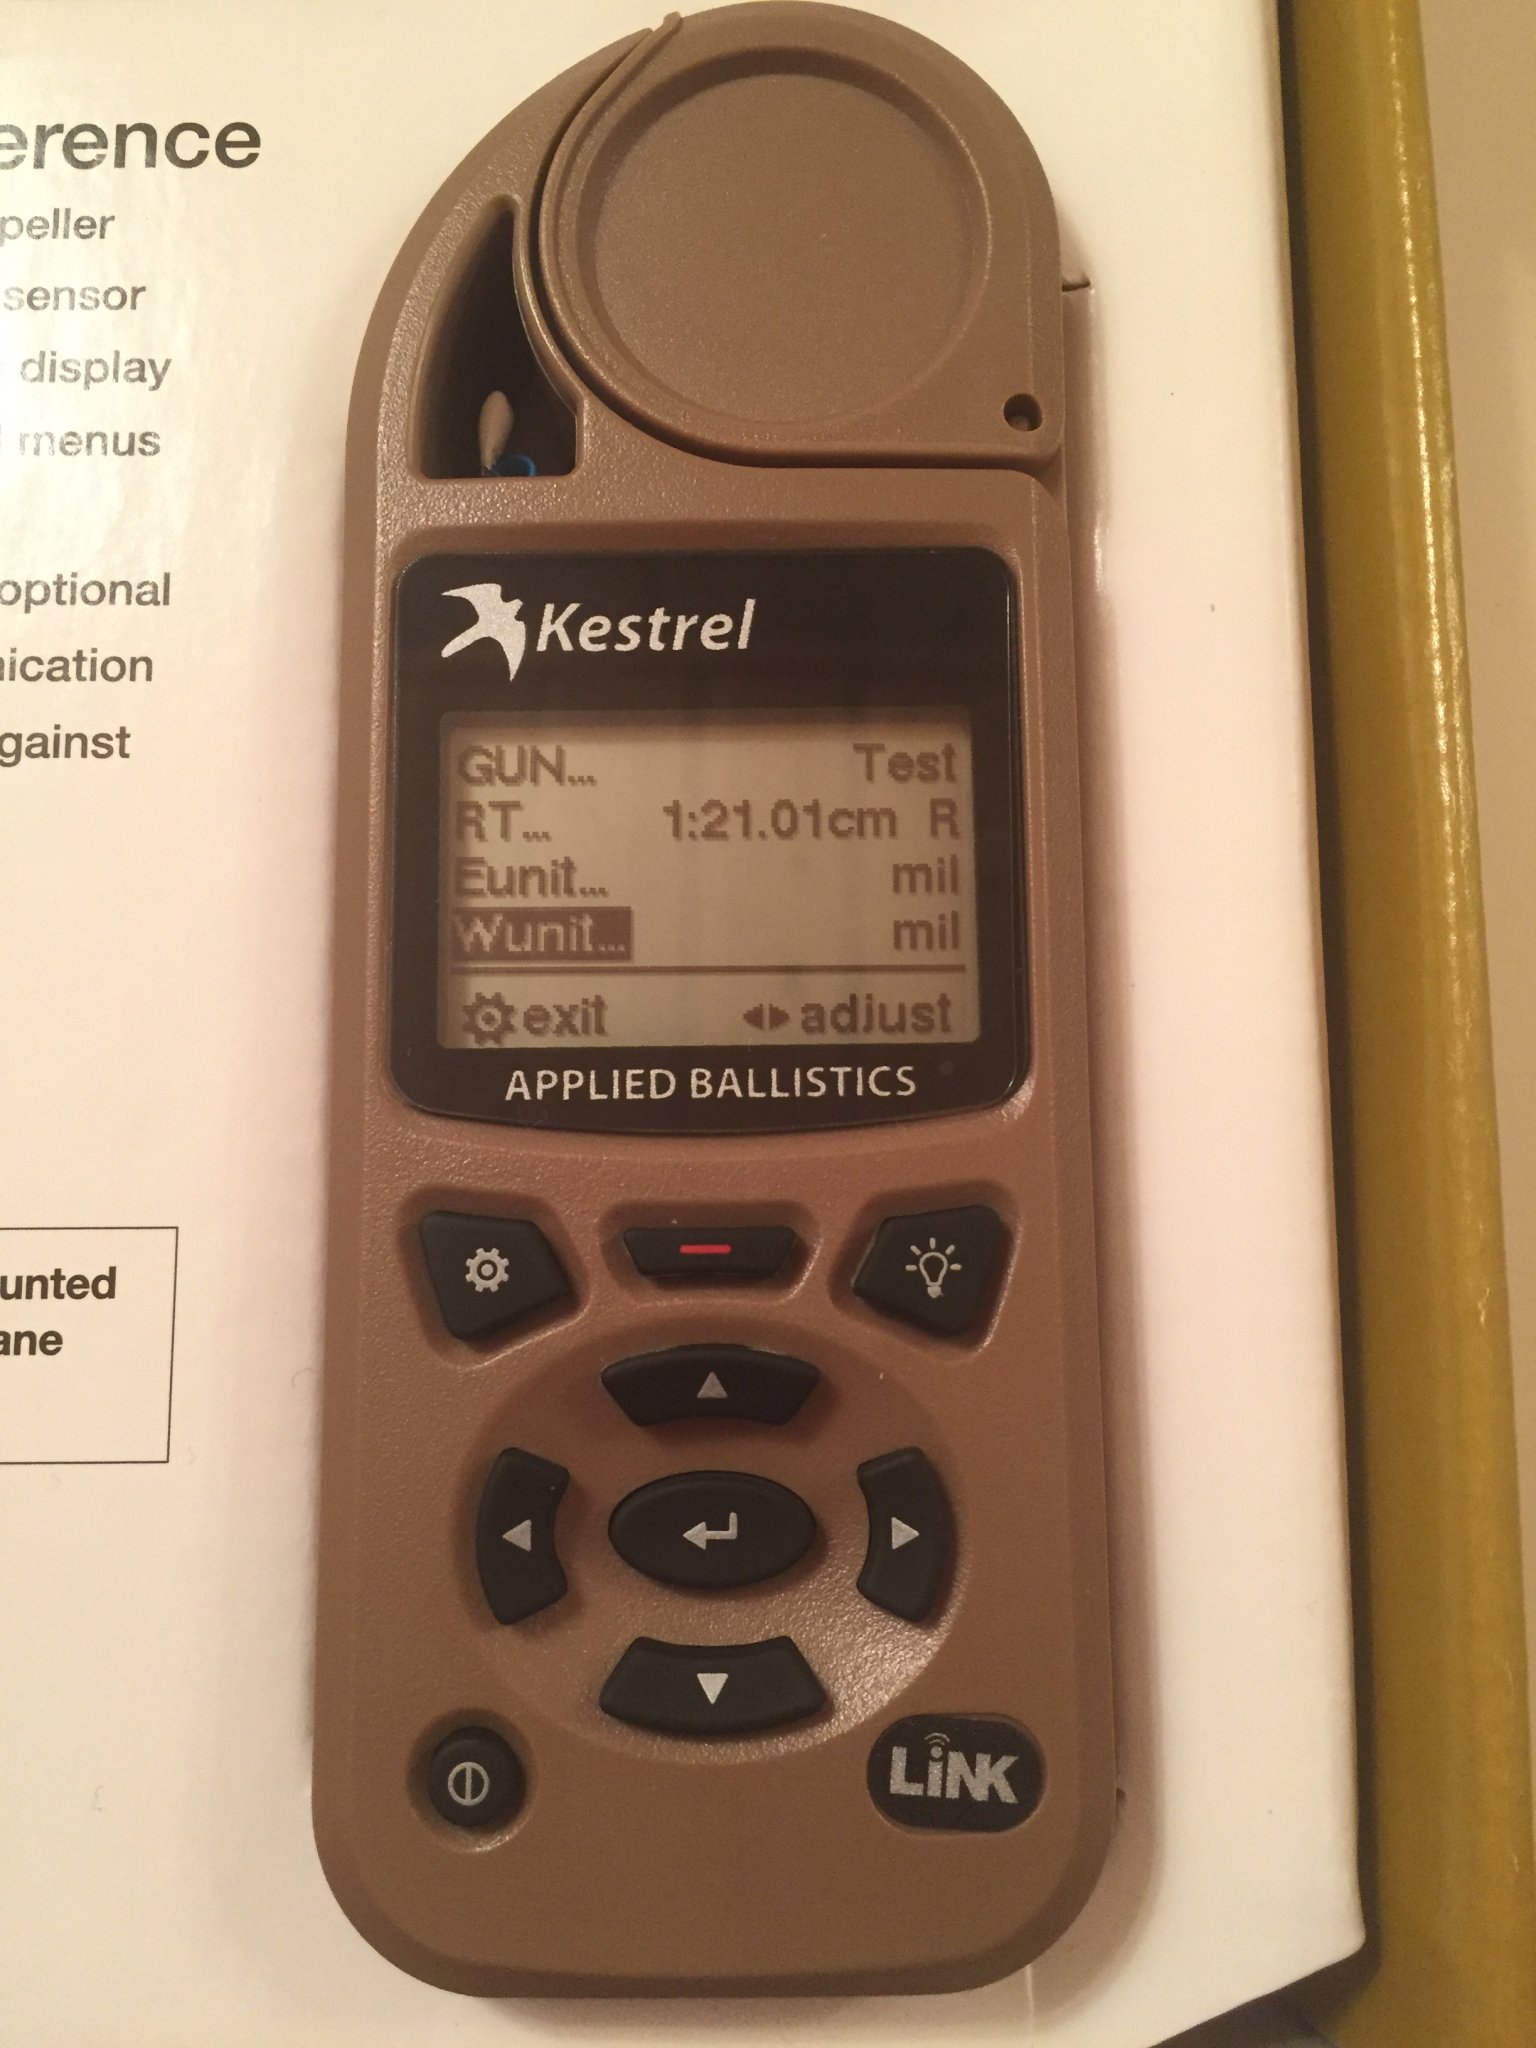 erence
peller
sensor
display
menus
optional
nication
gainst
unted
ane
Kestrel
GUN... Test
RT... 1:21.01cm R
Eunit... mil
Wunit... mil
exit adjust
APPLIED BALLISTICS
LiNK